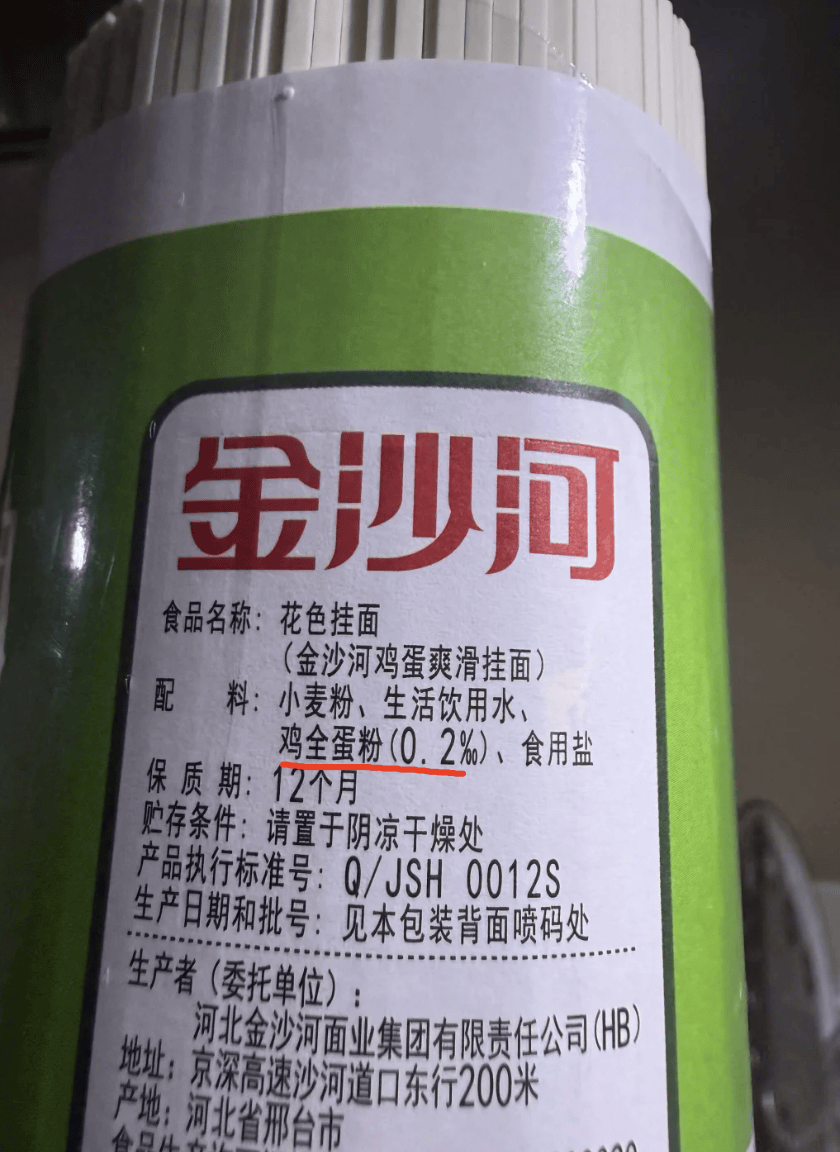 金沙河
食品名称：花色挂面
（金沙河鸡蛋爽滑挂面）
配 料：小麦粉、生活饮用水、
鸡全蛋粉(0.2‰)、食用盐
保 质 期：12个月
贮存条件：请置于阴凉干燥处
产品执行标准号：Q/JSH 0012S
生产日期和批号：见本包装背面喷码处
生产者（委托单位）：
河北金沙河面业集团有限责任公司(HB)
地址：京深高速沙河道口东行200米
产地：河北省邢台市